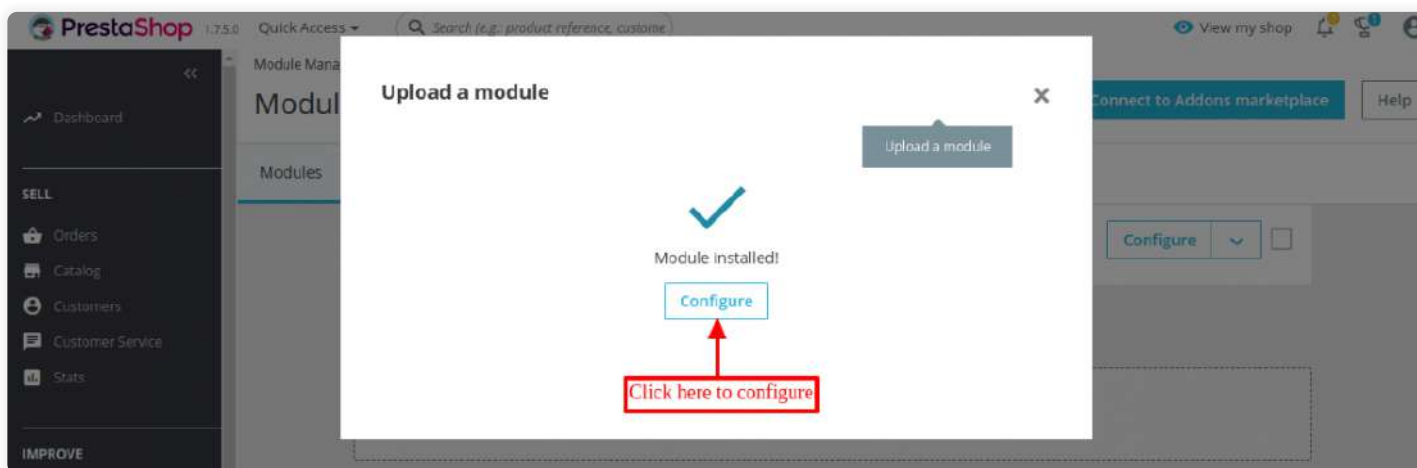 PrestaShop 1.7.5.0 Quick Access Search (e.g.: product reference, custome View my shop
Module Mana
Upload a module
Modul
Connect to Addons marketplace Help
Dashboard
Upload a module
Modules
SELL
Orders
Configure
Catalog
Module installed!
Customers
Configure
Customer Service
Stats
Click here to configure
IMPROVE